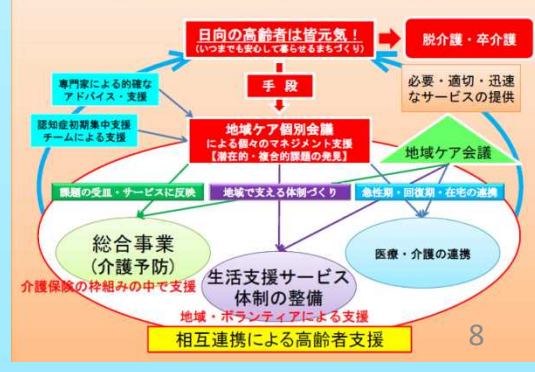 日向の高齢者は皆元気！
(いつまでも安心して暮らせるまちづくり)
脱介護・卒介護
手 段
専門家による的確な
アドバイス・支援
必要・適切・迅速
なサービスの提供
認知症初期集中支援
チームによる支援
地域ケア個別会議
による個々のマネジメント支援
【潜在的・複合的課題の発見】
地域ケア会議
課題の受皿・サービスに反映
地域で支える体制づくり
急性期・回復期・在宅の連携
総合事業
(介護予防)
介護保険の枠組みの中で支援
生活支援サービス
体制の整備
地域・ボランティアによる支援
医療・介護の連携
相互連携による高齢者支援
8